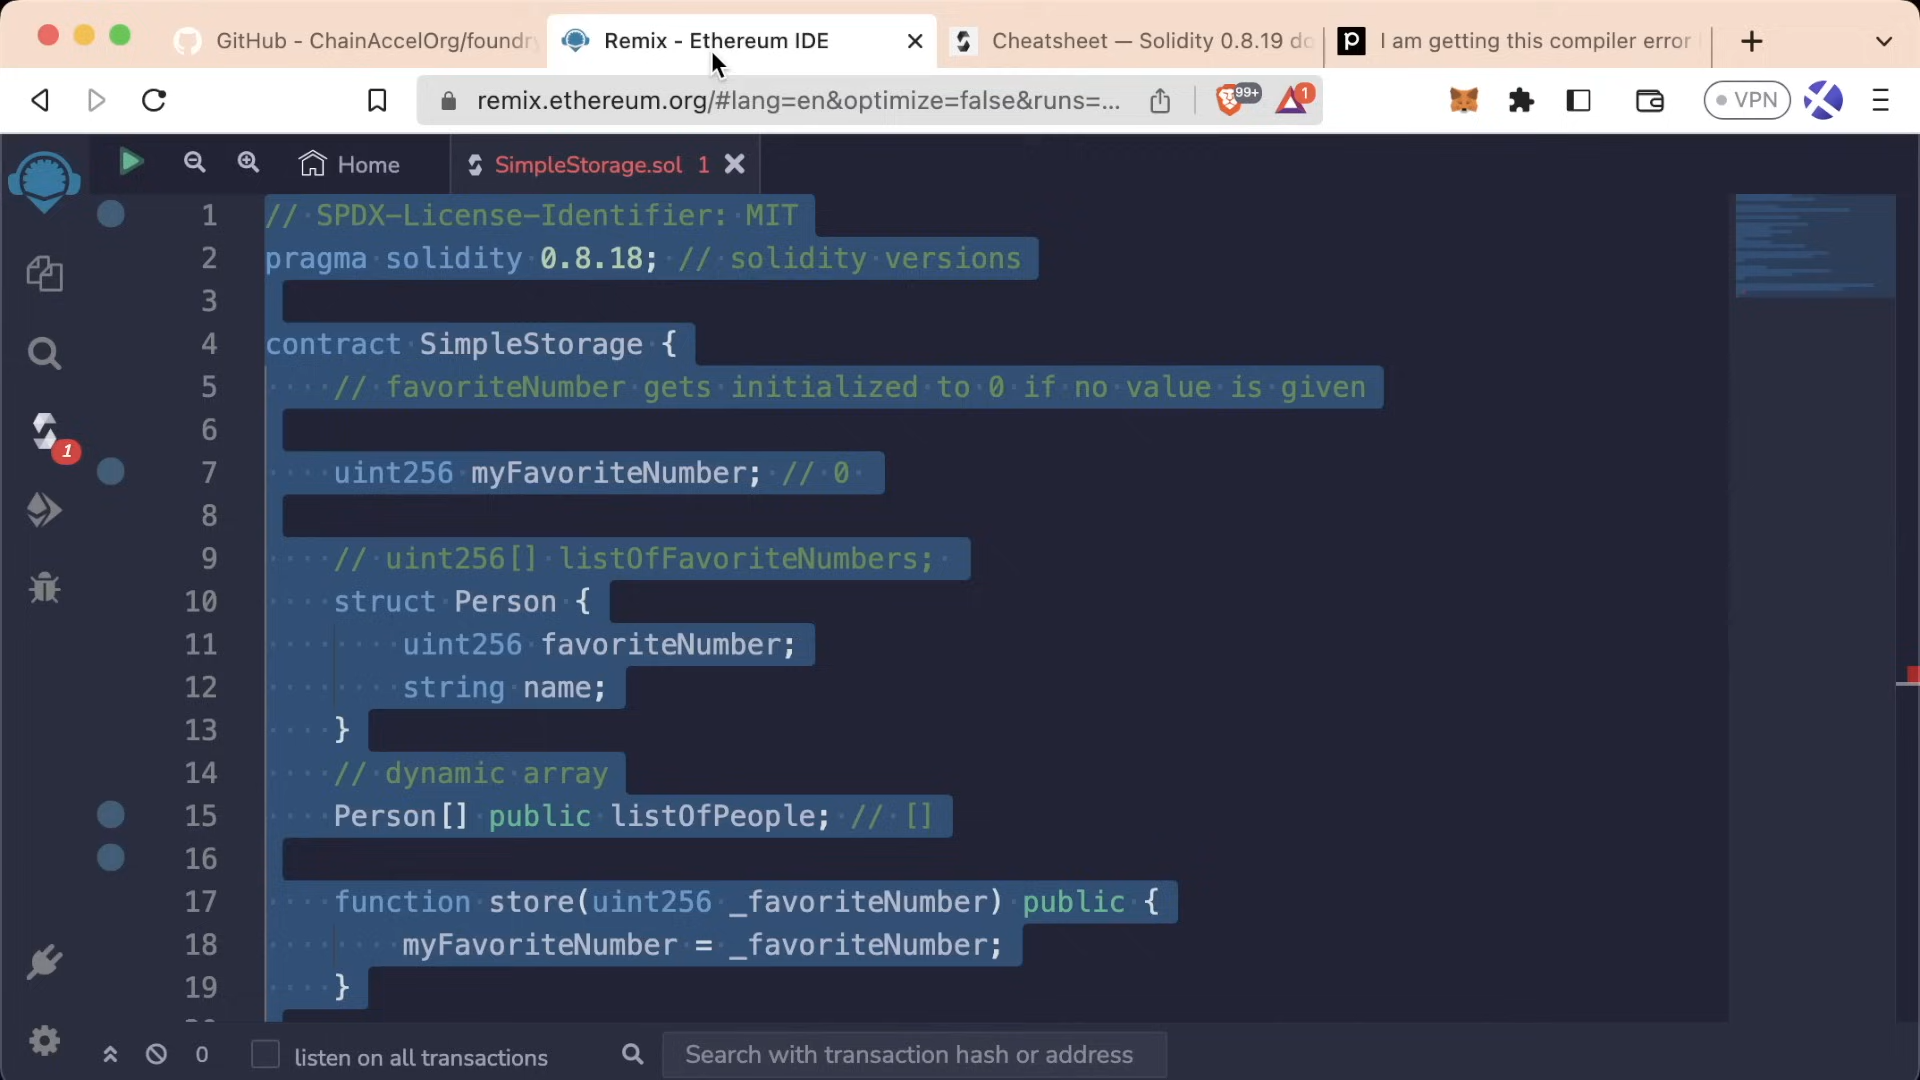 GitHub - ChainAccelOrg/foundry
Remix - Ethereum IDE
Cheatsheet — Solidity 0.8.19 do
I am getting this compiler error
remix.ethereum.org/#lang=en&optimize=false&runs=...
99+
1
VPN
Home
SimpleStorage.sol 1
1 // SPDX-License-Identifier: MIT
2 pragma solidity 0.8.18; // solidity versions
3
4 contract SimpleStorage {
5 // favoriteNumber gets initialized to 0 if no value is given
6
7 uint256 myFavoriteNumber; // 0
8
9 // uint256[] listOfFavoriteNumbers;
10 struct Person {
11 uint256 favoriteNumber;
12 string name;
13 }
14 // dynamic array
15 Person[] public listOfPeople; // []
16
17 function store(uint256 _favoriteNumber) public {
18 myFavoriteNumber = _favoriteNumber;
19 }
1
0
listen on all transactions
Search with transaction hash or address